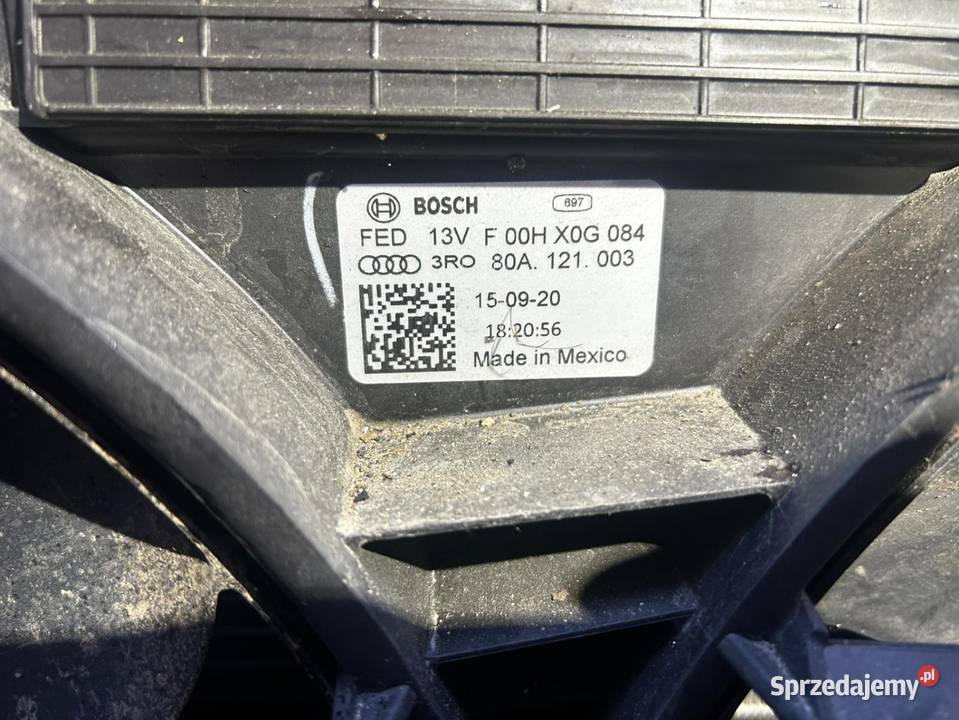 BOSCH 697
FED 13V F 00H X0G 084
3RO 80A. 121. 003
15-09-20
18:20:56
Made in Mexico
Sprzedajemy.pl